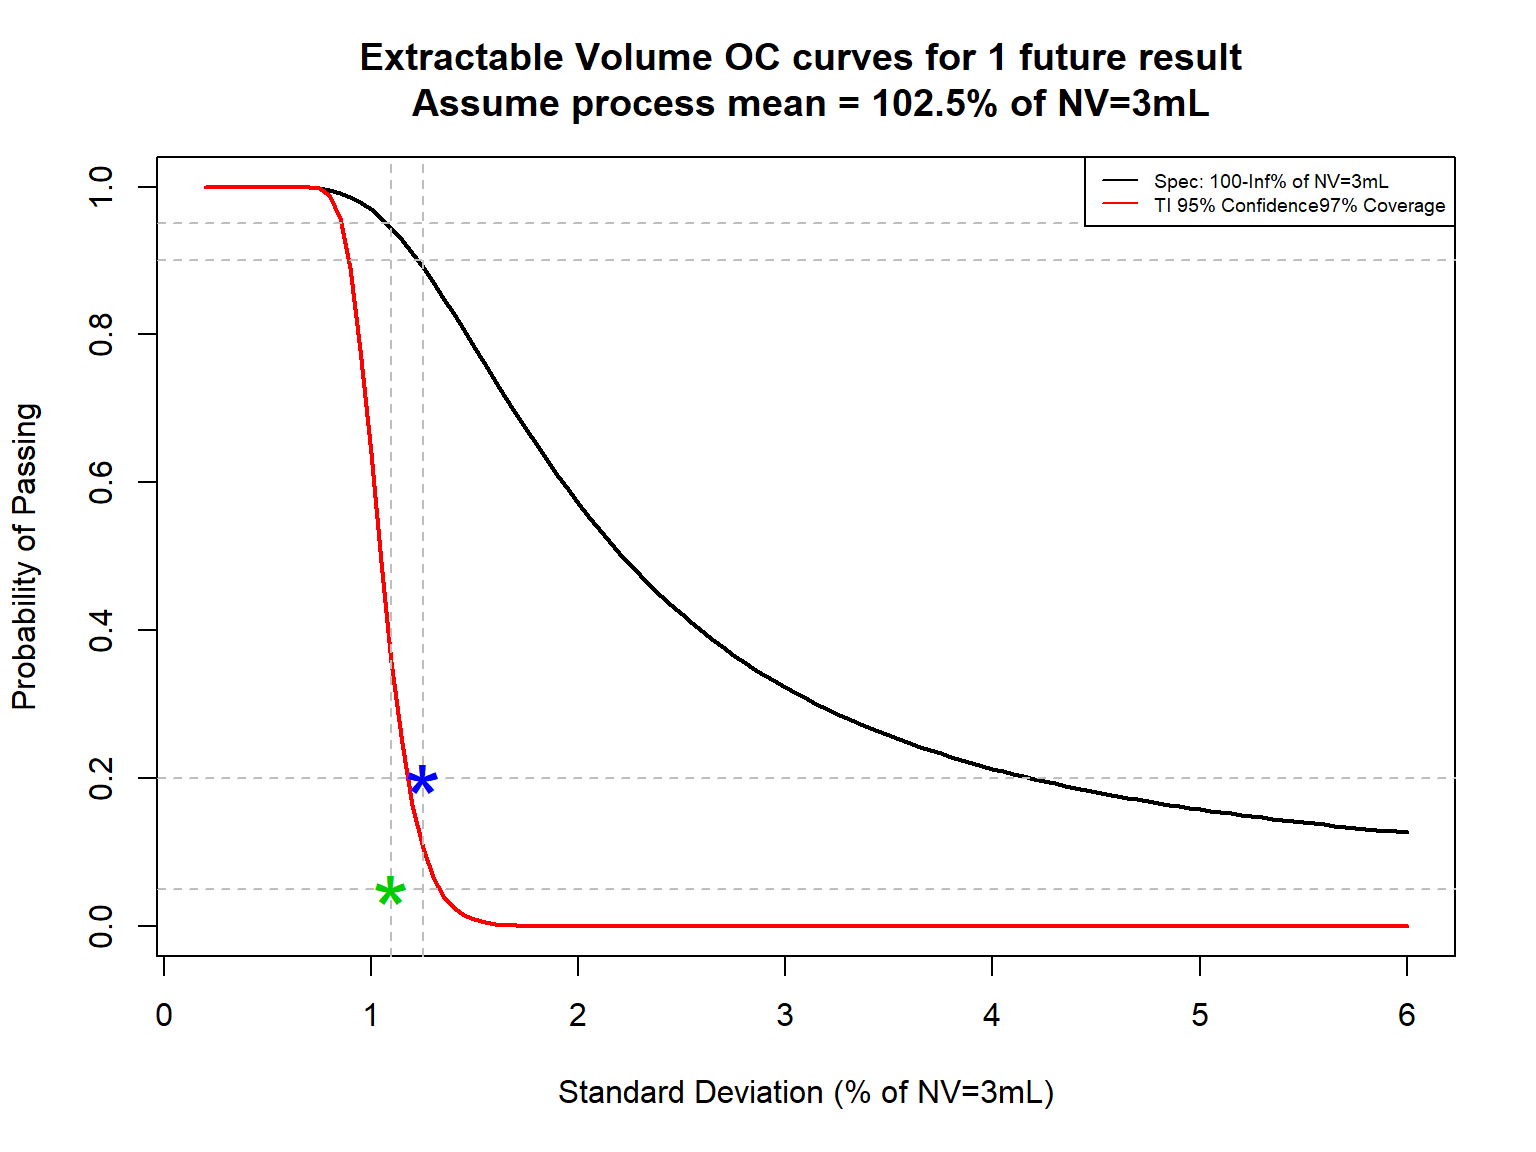 Extractable Volume OC curves for 1 future result
Assume process mean = 102.5% of NV=3mL
Spec: 100-Inf% of NV=3mL
TI 95% Confidence97% Coverage
Probability of Passing
1.0
0.8
0.6
0.4
0.2
0.0
*
*
0 1 2 3 4 5 6
Standard Deviation (% of NV=3mL)